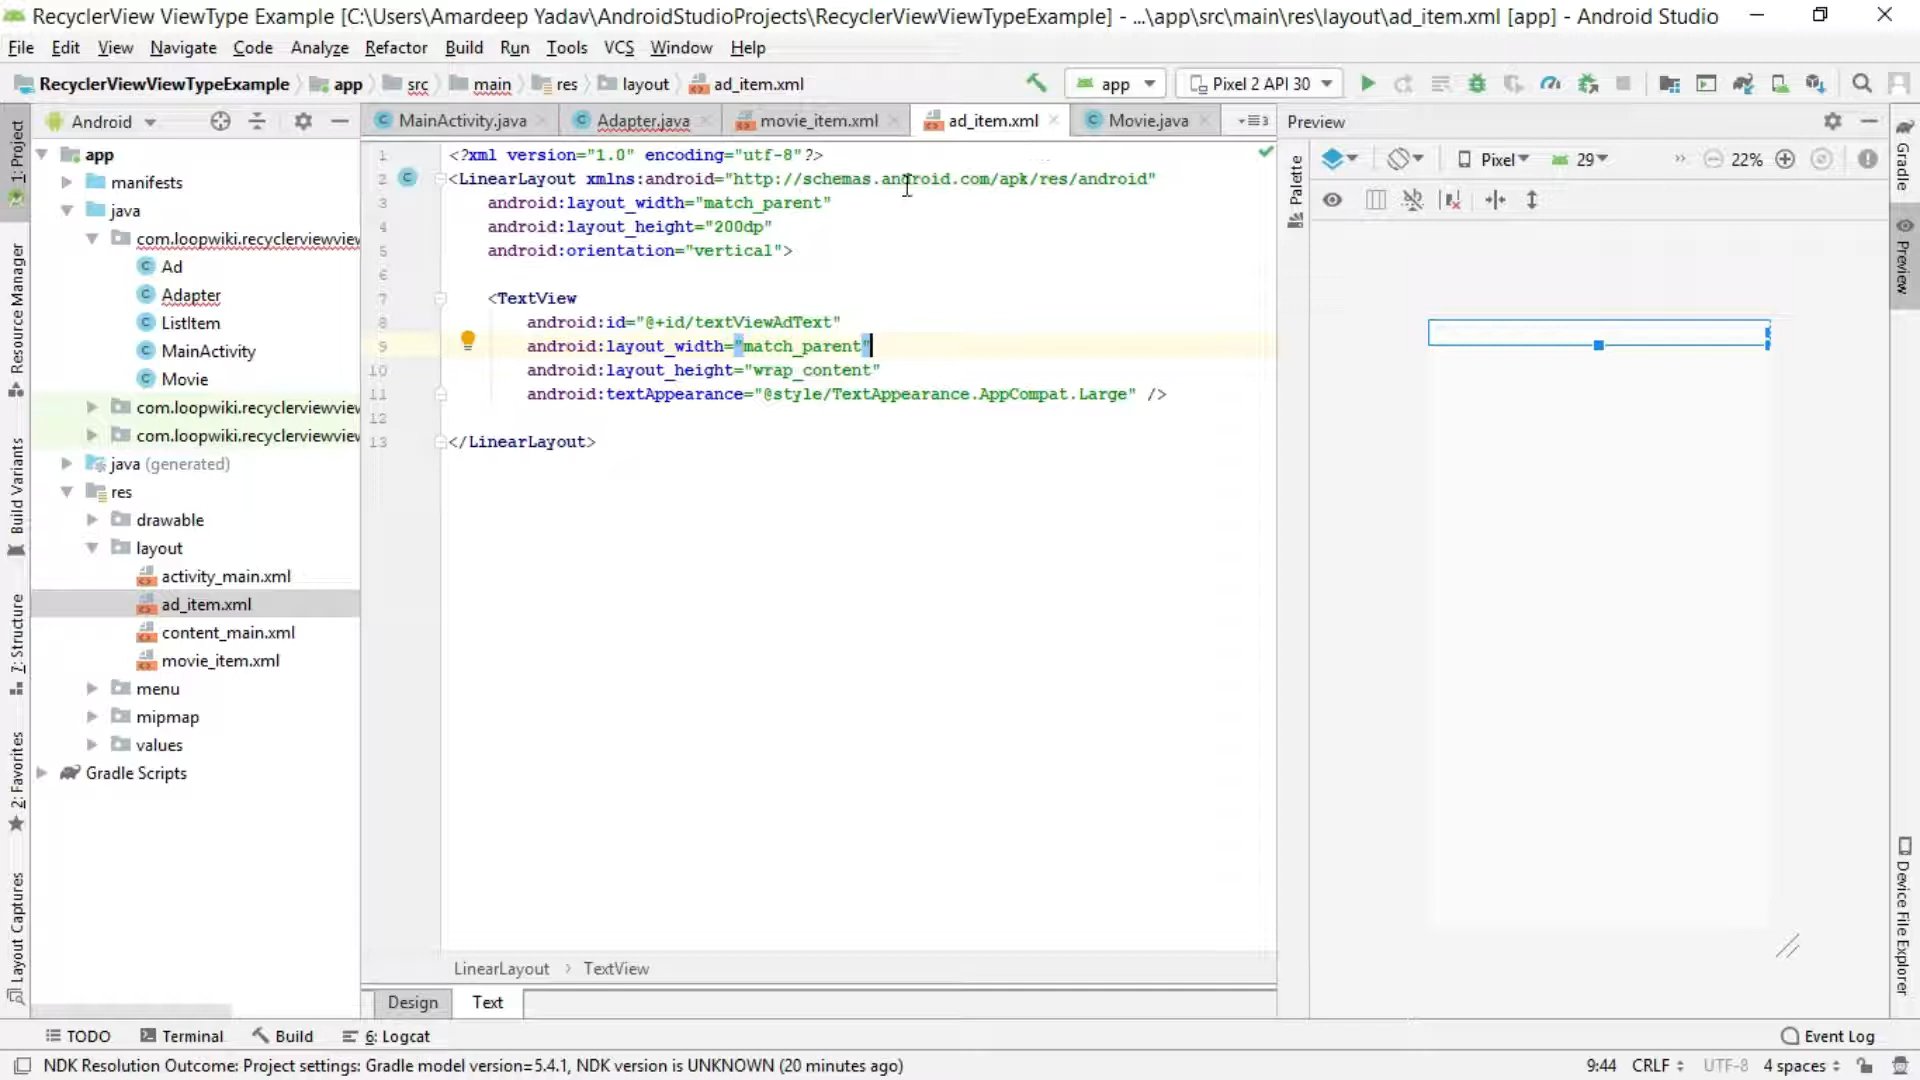 RecyclerView ViewType Example [C:\Users\Amardeep Yadav\AndroidStudioProjects\RecyclerViewViewTypeExample] - ...\app\src\main\res\layout\ad_item.xml [app] - Android Studio
File Edit View Navigate Code Analyze Refactor Build Run Tools VCS Window Help
RecyclerViewViewTypeExample app src main res layout ad_item.xml app Pixel 2 API 30
Android
MainActivity.java Adapter.java movie_item.xml ad_item.xml Movie.java 3
Preview
1: Project
Resource Manager
Build Variants
7: Structure
2: Favorites
Layout Captures
app
manifests
java
com.loopwiki.recyclerviewview
Ad
Adapter
ListItem
MainActivity
Movie
com.loopwiki.recyclerviewview
com.loopwiki.recyclerviewview
java (generated)
res
drawable
layout
activity_main.xml
ad_item.xml
content_main.xml
movie_item.xml
menu
mipmap
values
Gradle Scripts
1 <?xml version="1.0" encoding="utf-8"?>
2 <LinearLayout xmlns:android="http://schemas.android.com/apk/res/android"
3 android:layout_width="match_parent"
4 android:layout_height="200dp"
5 android:orientation="vertical">
6
7 <TextView
8 android:id="@+id/textViewAdText"
9 android:layout_width="match_parent"
10 android:layout_height="wrap_content"
11 android:textAppearance="@style/TextAppearance.AppCompat.Large" />
12
13 </LinearLayout>
LinearLayout › TextView
Design Text
Palette
Pixel 29 » 22%
Gradle
Preview
Device File Explorer
TODO Terminal Build 6: Logcat Event Log
NDK Resolution Outcome: Project settings: Gradle model version=5.4.1, NDK version is UNKNOWN (20 minutes ago) 9:44 CRLF UTF-8 4 spaces